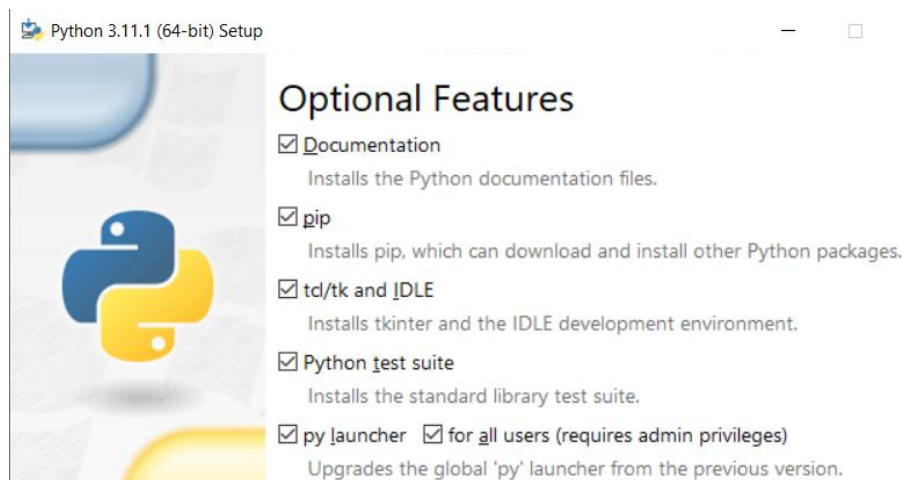 Python 3.11.1 (64-bit) Setup
Optional Features
Documentation
Installs the Python documentation files.
pip
Installs pip, which can download and install other Python packages.
tcl/tk and IDLE
Installs tkinter and the IDLE development environment.
Python test suite
Installs the standard library test suite.
py launcher for all users (requires admin privileges)
Upgrades the global 'py' launcher from the previous version.